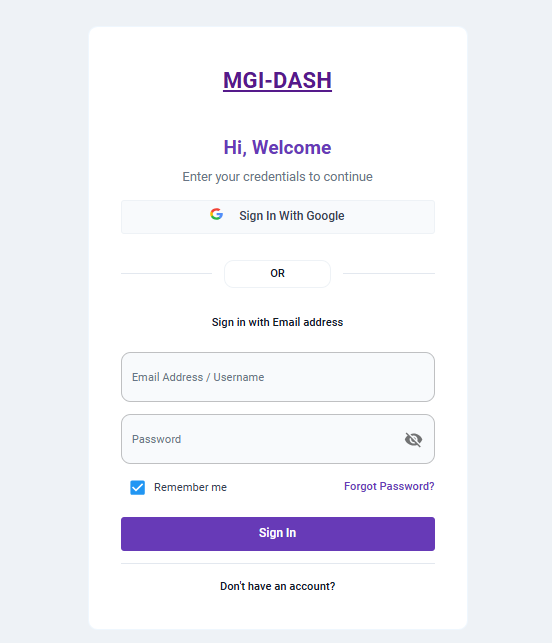 MGI-DASH
Hi, Welcome
Enter your credentials to continue
Sign In With Google
OR
Sign in with Email address
Email Address / Username
Password
Remember me
Forgot Password?
Sign In
Don't have an account?